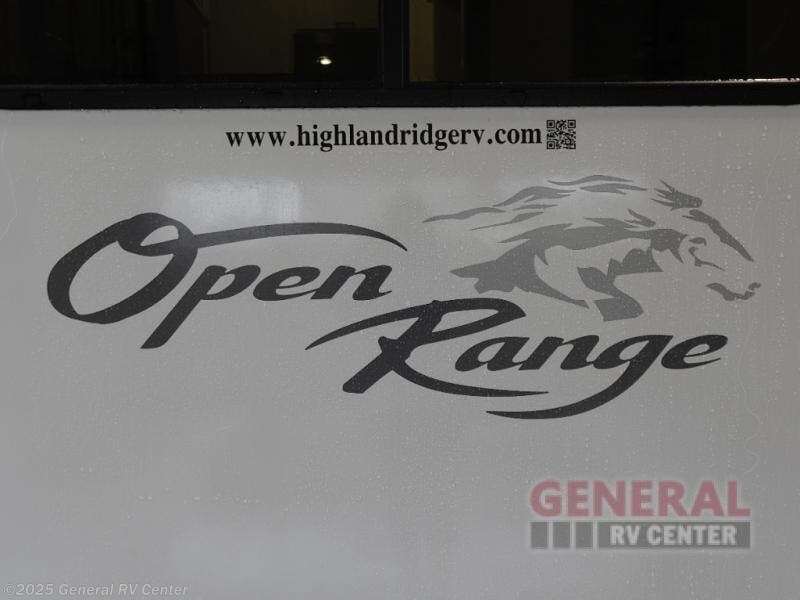 www.highlandridgerv.com
Open
Range
GENERAL
RV CENTER
©2025 General RV Center